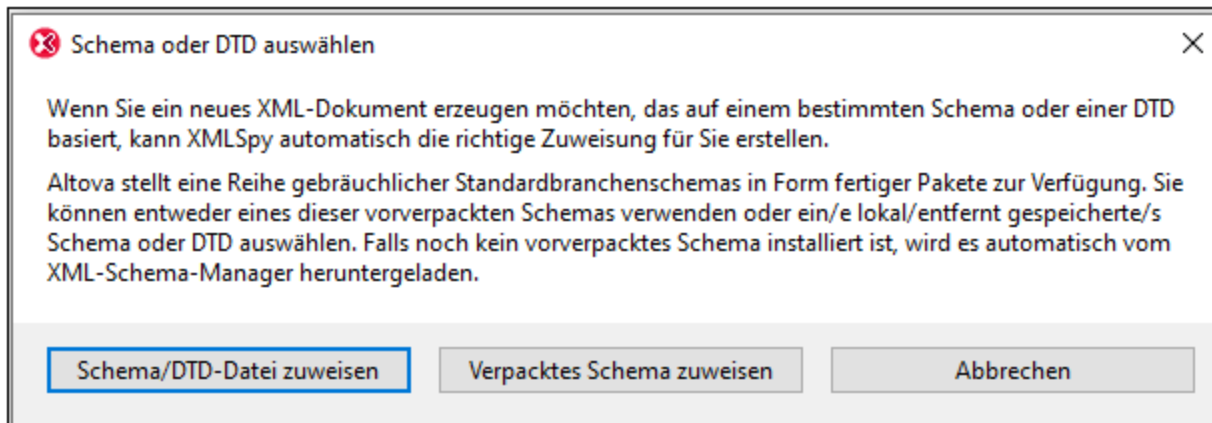 Schema oder DTD auswählen
Wenn Sie ein neues XML-Dokument erzeugen möchten, das auf einem bestimmten Schema oder einer DTD
basiert, kann XMLSpy automatisch die richtige Zuweisung für Sie erstellen.
Altova stellt eine Reihe gebräuchlicher Standardbranchenschemas in Form fertiger Pakete zur Verfügung. Sie
können entweder eines dieser vorverpackten Schemas verwenden oder ein/e lokal/entfernt gespeicherte/s
Schema oder DTD auswählen. Falls noch kein vorverpacktes Schema installiert ist, wird es automatisch vom
XML-Schema-Manager heruntergeladen.
Schema/DTD-Datei zuweisen
Verpacktes Schema zuweisen
Abbrechen